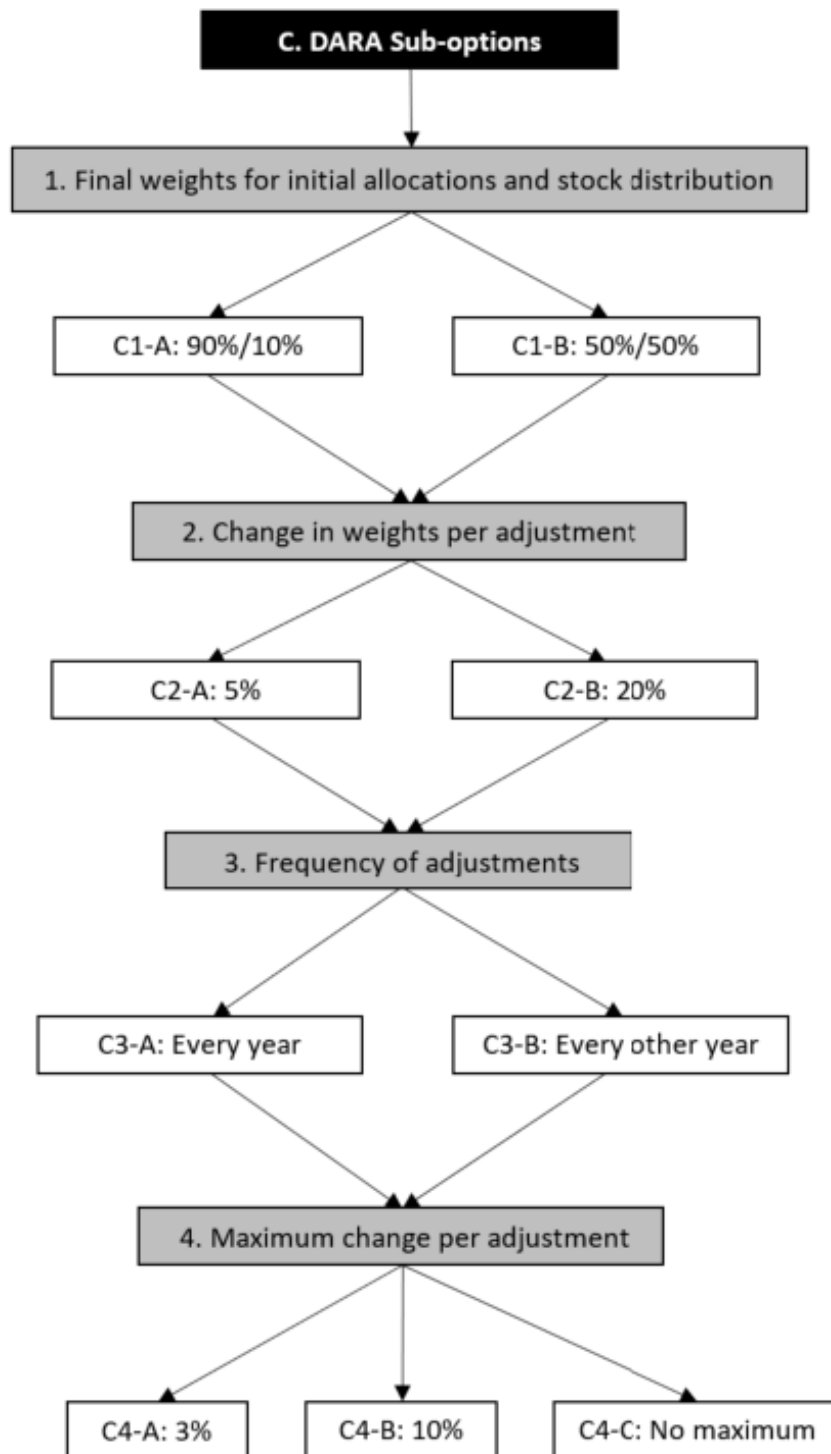 C. DARA Sub-options
1. Final weights for initial allocations and stock distribution
C1-A: 90%/10%
C1-B: 50%/50%
2. Change in weights per adjustment
C2-A: 5%
C2-B: 20%
3. Frequency of adjustments
C3-A: Every year
C3-B: Every other year
4. Maximum change per adjustment
C4-A: 3%
C4-B: 10%
C4-C: No maximum